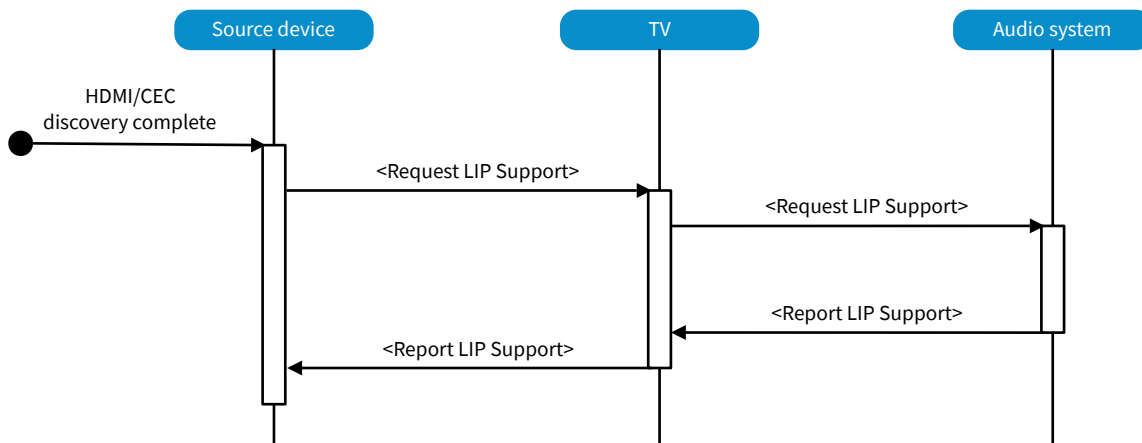 Source device
TV
Audio system
HDMI/CEC
discovery complete
<Request LIP Support>
<Request LIP Support>
<Report LIP Support>
<Report LIP Support>